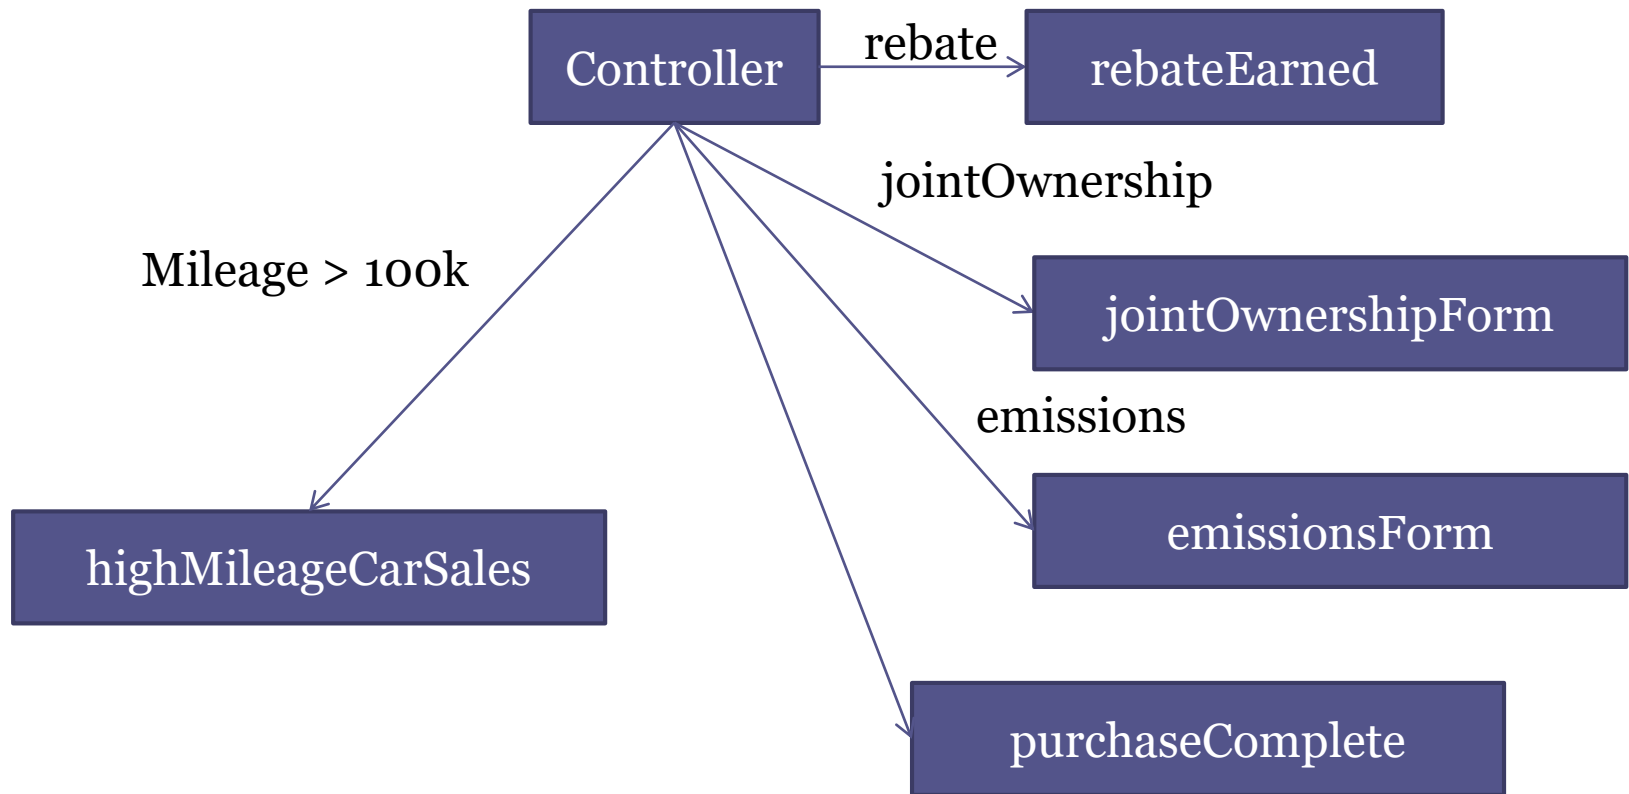 Controller
rebate
rebateEarned
jointOwnership
Mileage > 100k
jointOwnershipForm
emissions
emissionsForm
highMileageCarSales
purchaseComplete